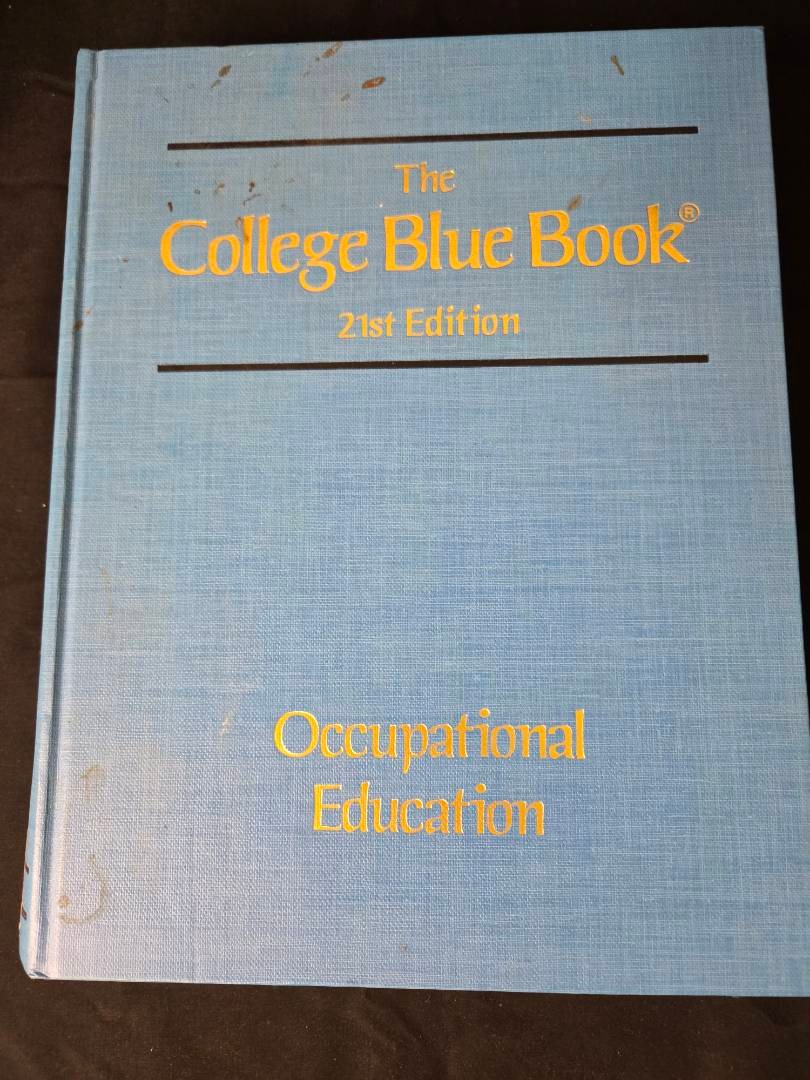 The
College Blue Book®
21st Edition
Occupational
Education